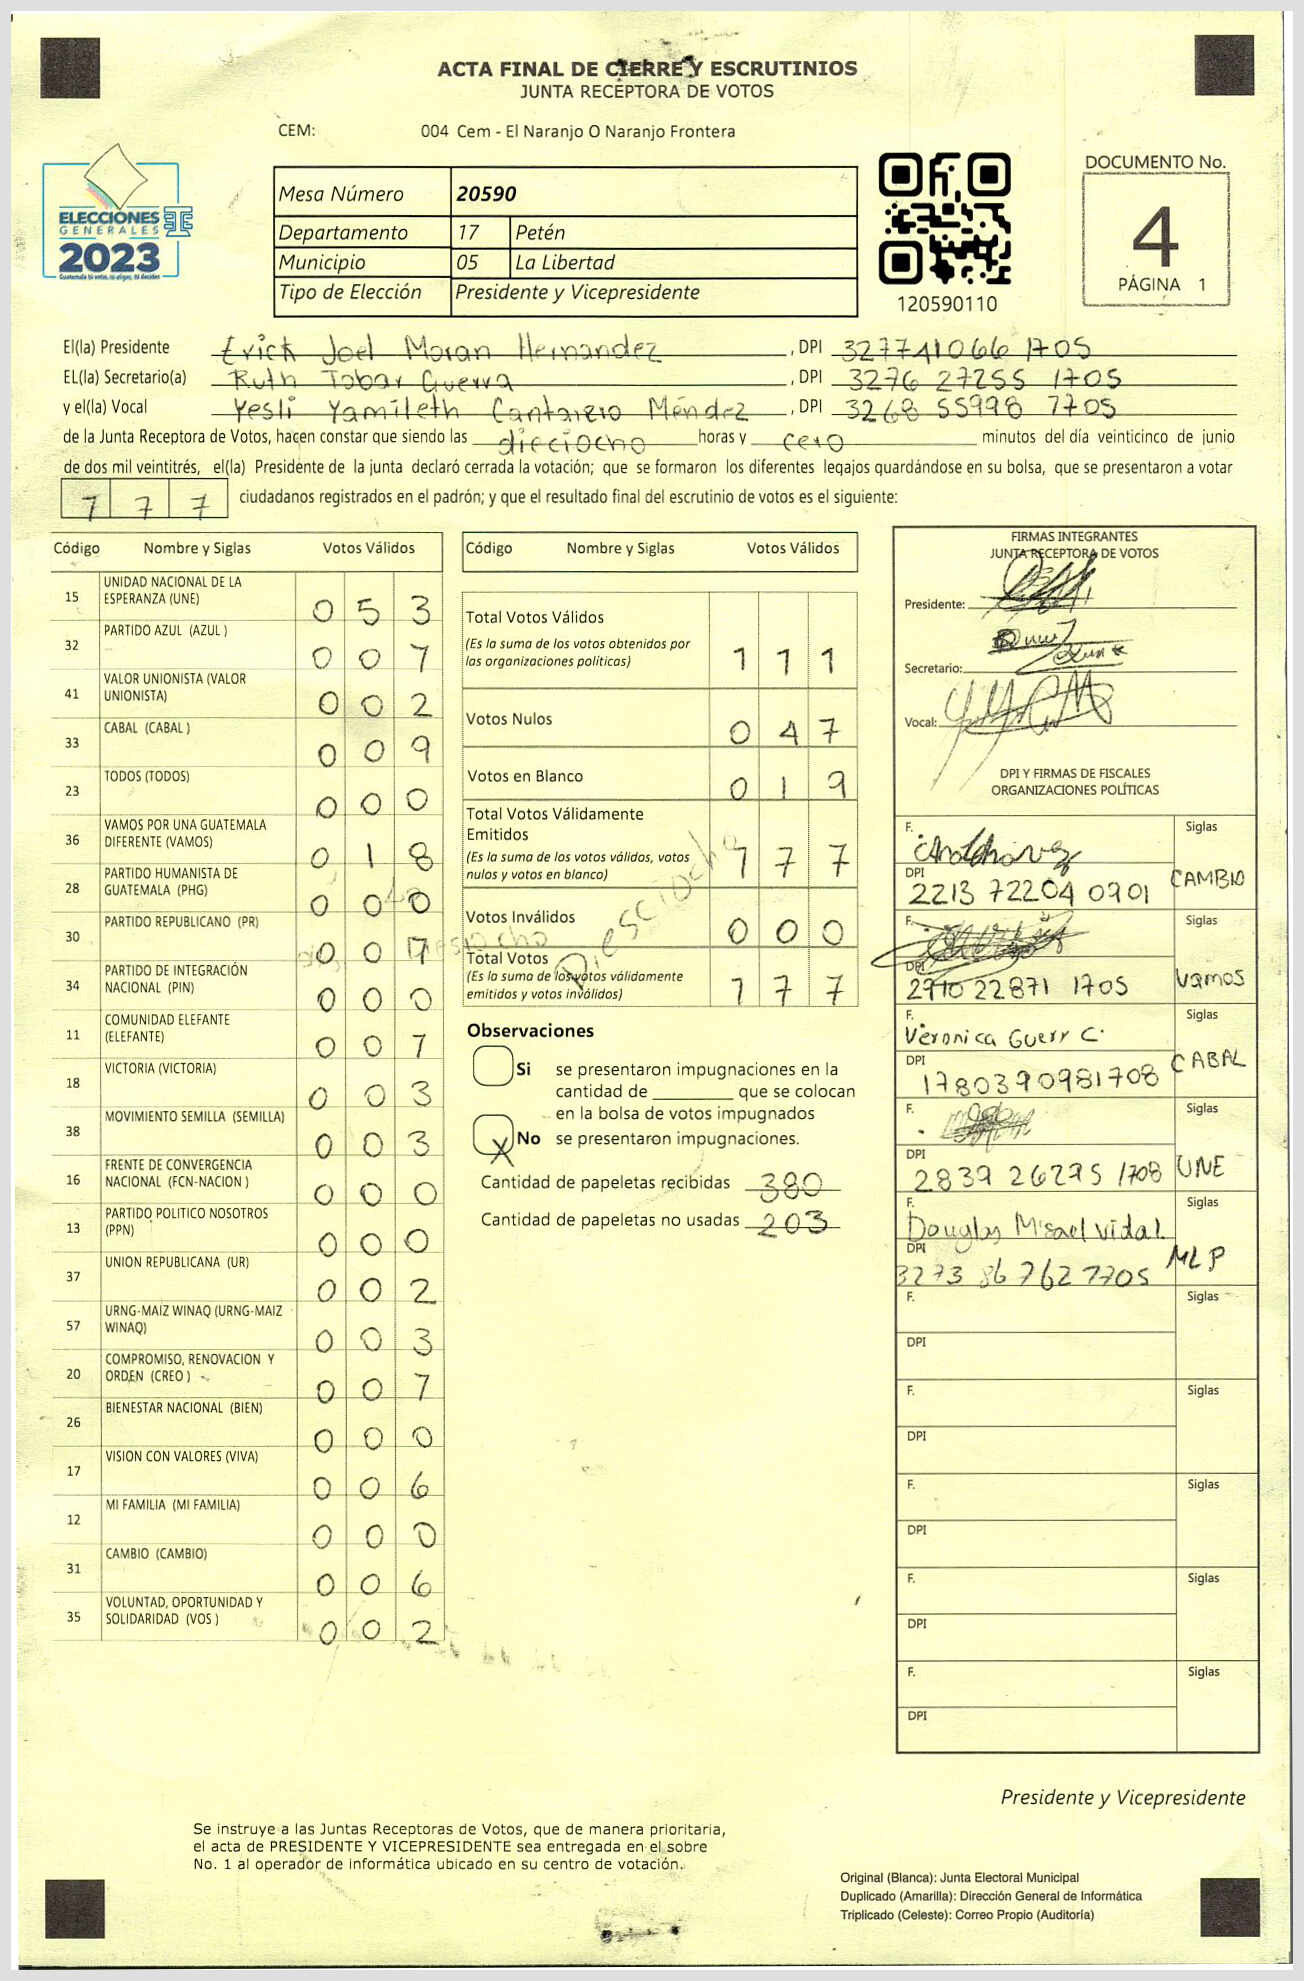 ACTA FINAL DE CIERRE Y ESCRUTINIOS
JUNTA RECEPTORA DE VOTOS
CEM: 004 Cem - El Naranjo O Naranjo Frontera
ELECCIONES
GENERALES
2023
Mesa Número 20590
Departamento 17 Petén
Municipio 05 La Libertad
Tipo de Elección Presidente y Vicepresidente
120590110
DOCUMENTO No.
4
PÁGINA 1
El(la) Presidente Erick Joel Moran Hernandez, DPI 327741066 1705
EL(la) Secretario(a) Ruth Tobar Guerra, DPI 3276 27255 1705
y el(la) Vocal Yesli Yamileth Cantarero Méndez, DPI 3268 55998 1705
de la Junta Receptora de Votos, hacen constar que siendo las dieciocho horas y cero minutos del día veinticinco de junio
de dos mil veintitrés, el(la) Presidente de la junta declaró cerrada la votación; que se formaron los diferentes legajos quardándose en su bolsa, que se presentaron a votar
1 7 7 ciudadanos registrados en el padrón; y que el resultado final del escrutinio de votos es el siguiente:
Código Nombre y Siglas Votos Válidos
15 UNIDAD NACIONAL DE LA ESPERANZA (UNE) 0 5 3
32 PARTIDO AZUL (AZUL ) 0 0 1
41 VALOR UNIONISTA (VALOR UNIONISTA) 0 0 2
33 CABAL (CABAL ) 0 0 9
23 TODOS (TODOS) 0 0 0
36 VAMOS POR UNA GUATEMALA DIFERENTE (VAMOS) 0 1 8
28 PARTIDO HUMANISTA DE GUATEMALA (PHG) 0 0 0
30 PARTIDO REPUBLICANO (PR) 0 0 1
34 PARTIDO DE INTEGRACIÓN NACIONAL (PIN) 0 0 0
11 COMUNIDAD ELEFANTE (ELEFANTE) 0 0 1
18 VICTORIA (VICTORIA) 0 0 3
38 MOVIMIENTO SEMILLA (SEMILLA) 0 0 3
16 FRENTE DE CONVERGENCIA NACIONAL (FCN-NACION ) 0 0 0
13 PARTIDO POLITICO NOSOTROS (PPN) 0 0 0
37 UNION REPUBLICANA (UR) 0 0 2
57 URNG-MAIZ WINAQ (URNG-MAIZ WINAQ) 0 0 3
20 COMPROMISO, RENOVACION Y ORDEN (CREO ) 0 0 1
26 BIENESTAR NACIONAL (BIEN) 0 0 0
17 VISION CON VALORES (VIVA) 0 0 6
12 MI FAMILIA (MI FAMILIA) 0 0 0
31 CAMBIO (CAMBIO) 0 0 6
35 VOLUNTAD, OPORTUNIDAD Y SOLIDARIDAD (VOS ) 0 0 2
Código Nombre y Siglas Votos Válidos
Total Votos Válidos
(Es la suma de los votos obtenidos por
las organizaciones políticas) 1 1 1
Votos Nulos 0 4 7
Votos en Blanco 0 1 9
Total Votos Válidamente
Emitidos
(Es la suma de los votos válidos, votos
nulos y votos en blanco) 1 7 7
Votos Inválidos 0 0 0
Total Votos
(Es la suma de los votos válidamente
emitidos y votos inválidos) 1 7 7
Diesciocho
Observaciones
Si se presentaron impugnaciones en la
cantidad de ________ que se colocan
en la bolsa de votos impugnados
X No se presentaron impugnaciones.
Cantidad de papeletas recibidas 380
Cantidad de papeletas no usadas 203
FIRMAS INTEGRANTES
JUNTA RECEPTORA DE VOTOS
Presidente:
Secretario:
Vocal:
DPI Y FIRMAS DE FISCALES
ORGANIZACIONES POLÍTICAS
F. Siglas
DPI 2213 72204 0901 CAMBIO
F. Siglas
DPI 2910 22871 1705 Vamos
F. Veronica Guerr C. Siglas
DPI 1780390981708 CABAL
F. Siglas
DPI 2839 26295 1708 UNE
F. Douglas Misael Vidal Siglas
DPI 3273 86762 1705 MLP
F. Siglas
DPI
F. Siglas
DPI
F. Siglas
DPI
F. Siglas
DPI
F. Siglas
DPI
Presidente y Vicepresidente
Se instruye a las Juntas Receptoras de Votos, que de manera prioritaria,
el acta de PRESIDENTE Y VICEPRESIDENTE sea entregada en el sobre
No. 1 al operador de informática ubicado en su centro de votación.
Original (Blanca): Junta Electoral Municipal
Duplicado (Amarilla): Dirección General de Informática
Triplicado (Celeste): Correo Propio (Auditoría)